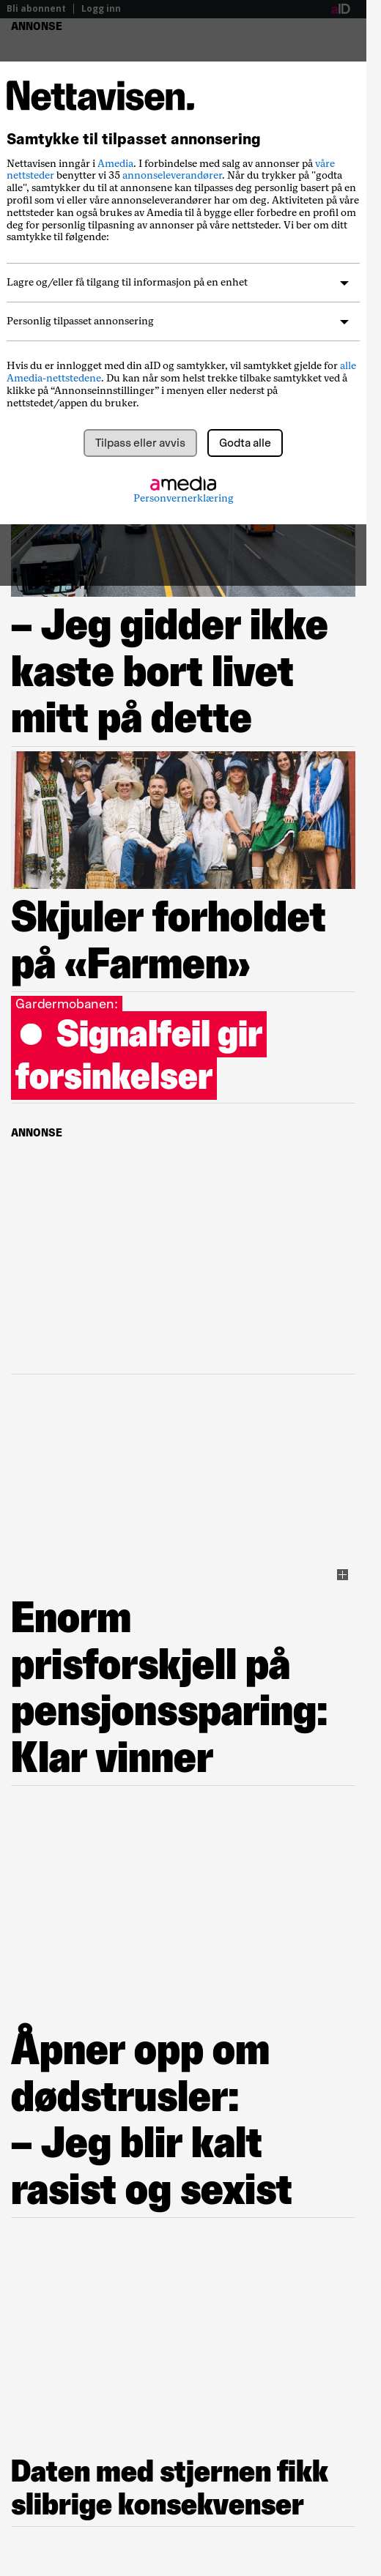 Bli abonnent | Logg inn
aID
ANNONSE
Nettavisen.
Samtykke til tilpasset annonsering
Nettavisen inngår i Amedia. I forbindelse med salg av annonser på våre
nettsteder benytter vi 35 annonseleverandører. Når du trykker på "godta
alle", samtykker du til at annonsene kan tilpasses deg personlig basert på en
profil som vi eller våre annonseleverandører har om deg. Aktiviteten på våre
nettsteder kan også brukes av Amedia til å bygge eller forbedre en profil om
deg for personlig tilpasning av annonser på våre nettsteder. Vi ber om ditt
samtykke til følgende:
Lagre og/eller få tilgang til informasjon på en enhet
Personlig tilpasset annonsering
Hvis du er innlogget med din aID og samtykker, vil samtykket gjelde for alle
Amedia-nettstedene. Du kan når som helst trekke tilbake samtykket ved å
klikke på “Annonseinnstillinger” i menyen eller nederst på
nettstedet/appen du bruker.
Tilpass eller avvis
Godta alle
amedia
Personvernerklæring
– Jeg gidder ikke
kaste bort livet
mitt på dette
Skjuler forholdet
på «Farmen»
Gardermobanen:
Signalfeil gir
forsinkelser
ANNONSE
Enorm
prisforskjell på
pensjonssparing:
Klar vinner
Åpner opp om
dødstrusler:
– Jeg blir kalt
rasist og sexist
Daten med stjernen fikk
slibrige konsekvenser